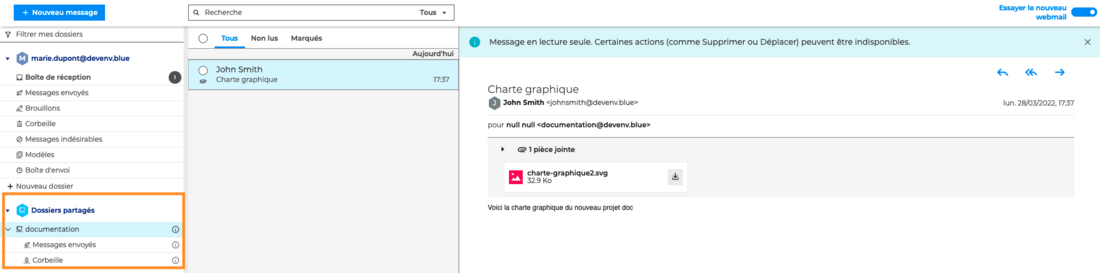 + Nouveau message
Recherche
Tous
Essayer le nouveau
webmail
Filtrer mes dossiers
marie.dupont@devenv.blue
Boîte de réception
1
Messages envoyés
Brouillons
Corbeille
Messages indésirables
Modèles
Boîte d'envoi
+ Nouveau dossier
Dossiers partagés
documentation
Messages envoyés
Corbeille
Tous Non lus Marqués
Aujourd'hui
John Smith
Charte graphique 17:37
Message en lecture seule. Certaines actions (comme Supprimer ou Déplacer) peuvent être indisponibles.
Charte graphique
J John Smith <johnsmith@devenv.blue>
lun. 28/03/2022, 17:37
pour null null <documentation@devenv.blue>
1 pièce jointe
charte-graphique2.svg
32.9 Ko
Voici la charte graphique du nouveau projet doc